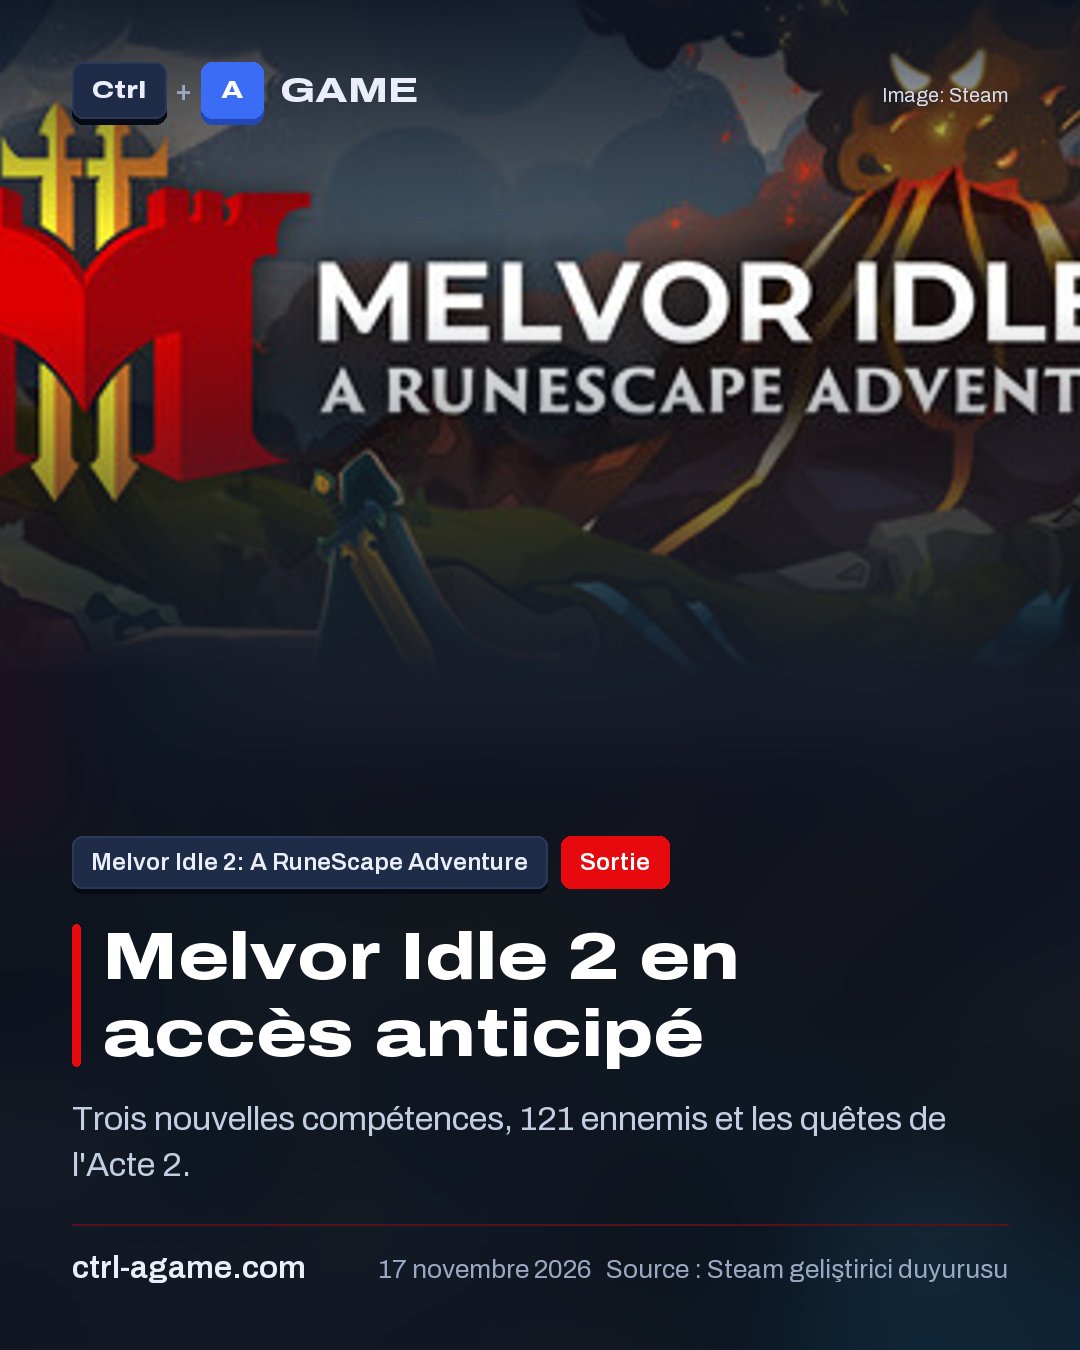 Ctrl + A GAME
Image: Steam
MELVOR IDLE
A RUNESCAPE ADVENT
Melvor Idle 2: A RuneScape Adventure
Sortie
Melvor Idle 2 en
accès anticipé
Trois nouvelles compétences, 121 ennemis et les quêtes de
l'Acte 2.
ctrl-agame.com
17 novembre 2026 Source : Steam geliştirici duyurusu